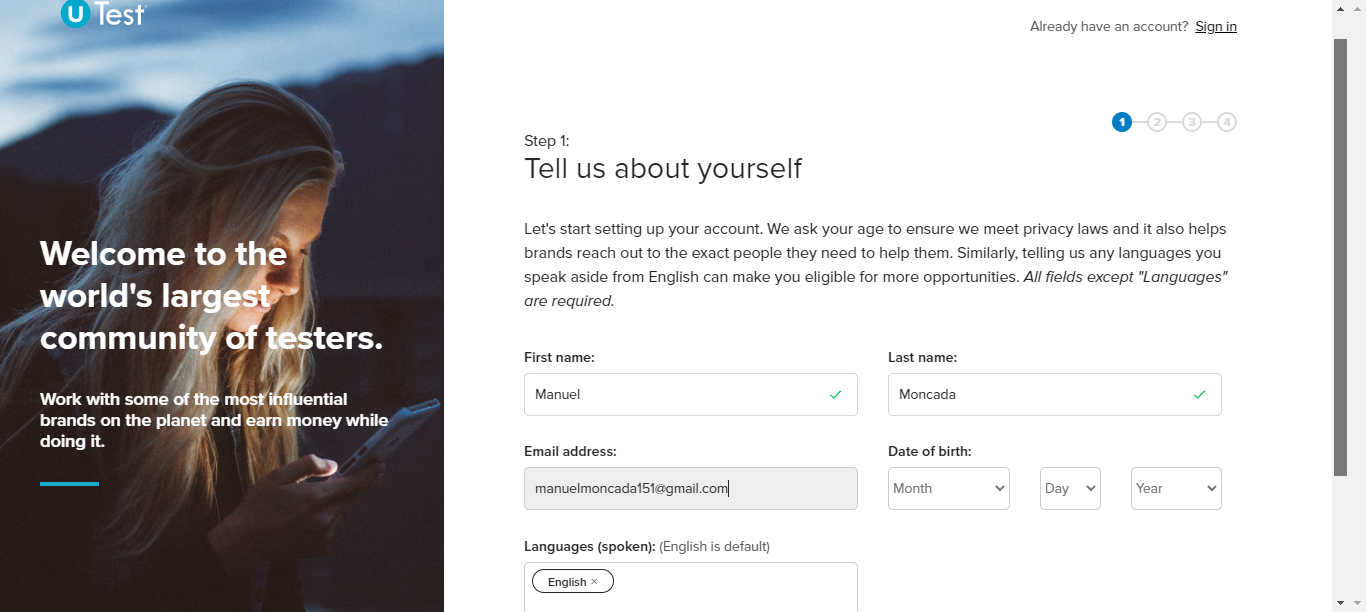 U Test
Already have an account? Sign in
1 2 3 4
Step 1:
Tell us about yourself
Welcome to the
world's largest
community of testers.
Work with some of the most influential
brands on the planet and earn money while
doing it.
Let's start setting up your account. We ask your age to ensure we meet privacy laws and it also helps
brands reach out to the exact people they need to help them. Similarly, telling us any languages you
speak aside from English can make you eligible for more opportunities. All fields except "Languages"
are required.
First name:
Last name:
Manuel
Moncada
Email address:
Date of birth:
manuelmoncada151@gmail.com
Month
Day
Year
Languages (spoken): (English is default)
English ×